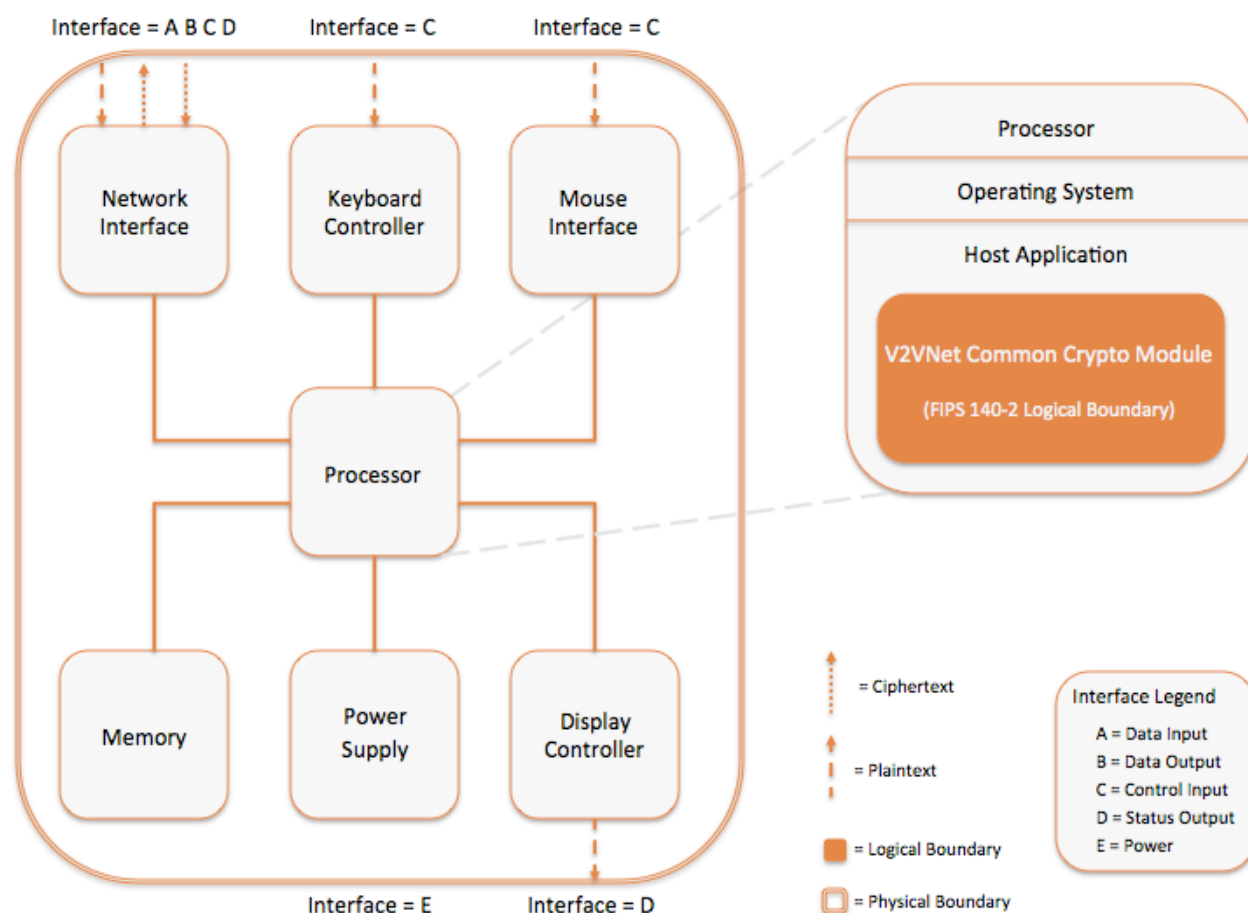 Interface = A B C D
Interface = C
Interface = C
Network
Interface
Keyboard
Controller
Mouse
Interface
Processor
Memory
Power
Supply
Display
Controller
Interface = E
Interface = D
Processor
Operating System
Host Application
V2VNet Common Crypto Module
(FIPS 140-2 Logical Boundary)
= Ciphertext
= Plaintext
= Logical Boundary
= Physical Boundary
Interface Legend
A = Data Input
B = Data Output
C = Control Input
D = Status Output
E = Power